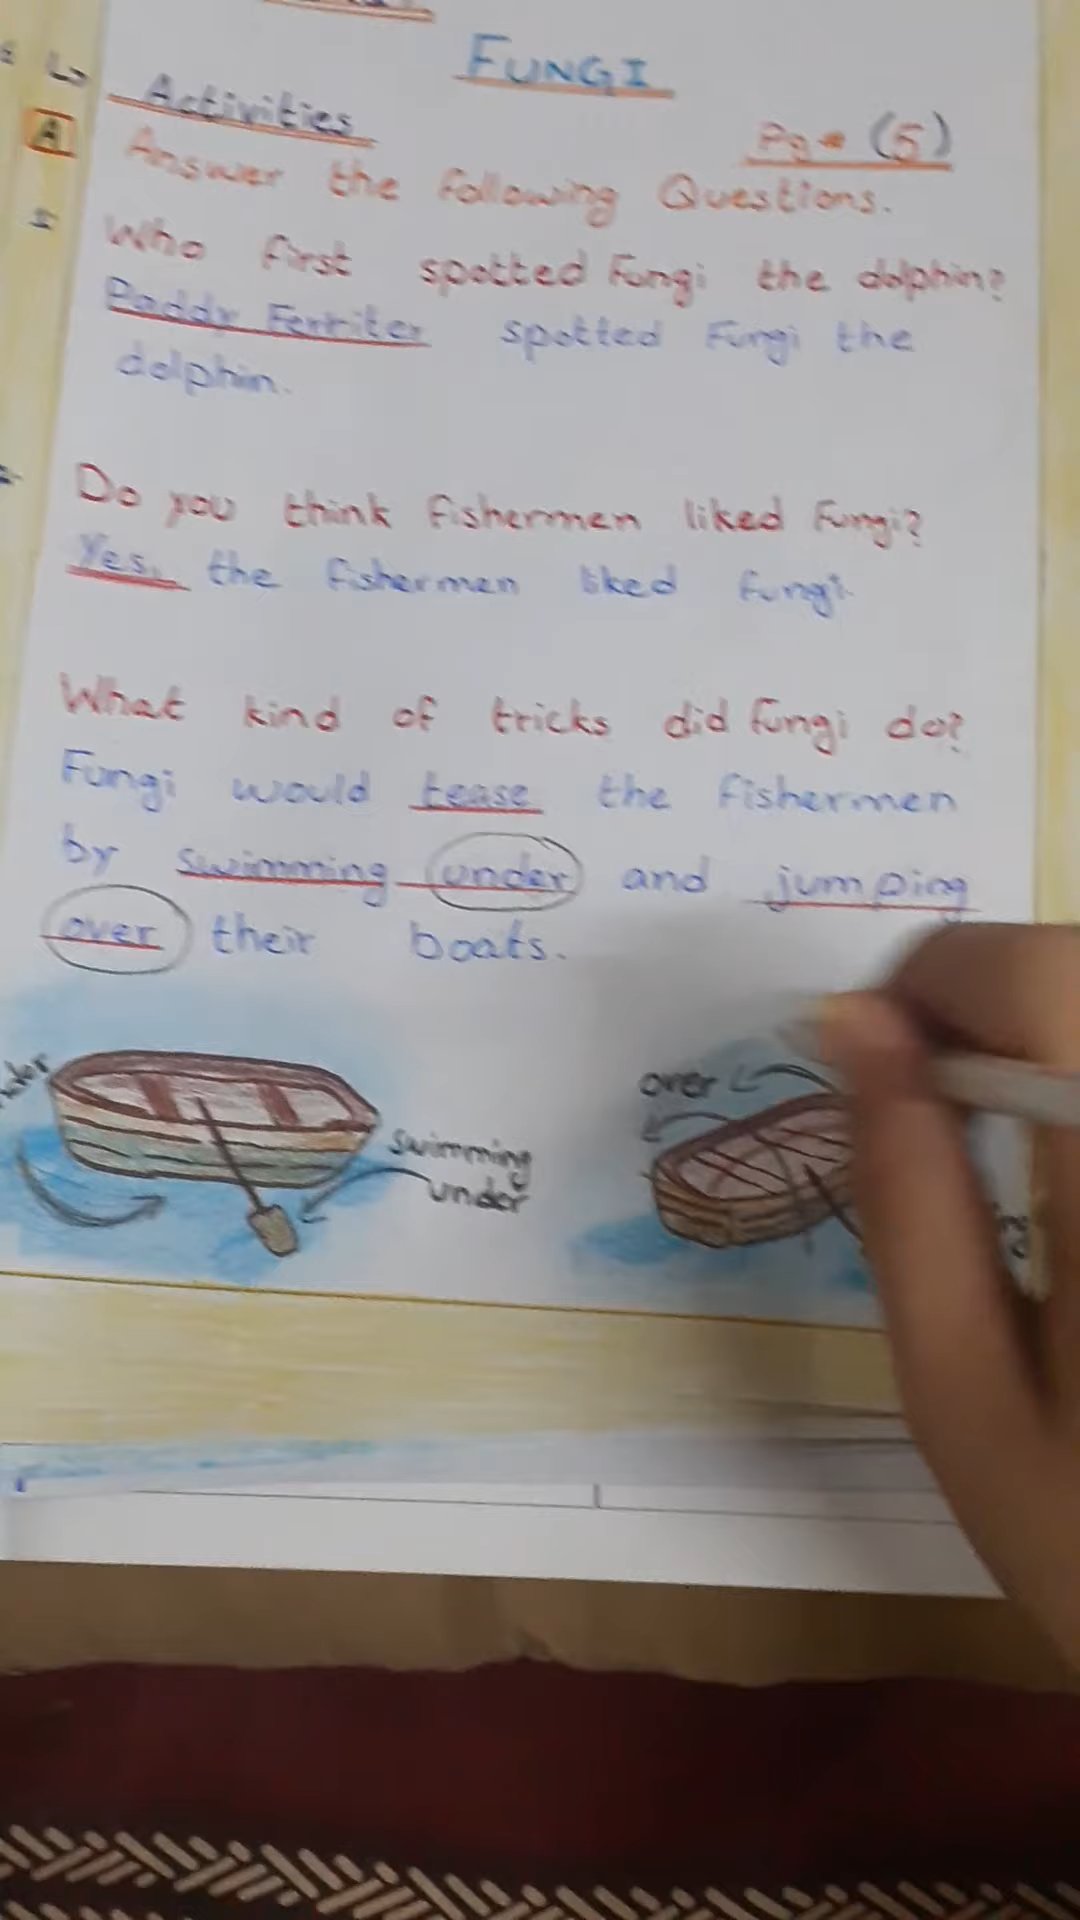 FUNGI
Activities
Pg (5)
A
Answer the following Questions.
Who first spotted Fungi the dolphin?
Paddy Ferriter spotted Fungi the
dolphin.
Do you think fishermen liked Fungi?
Yes, the fishermen liked fungi.
What kind of tricks did fungi do?
Fungi would tease the fishermen
by swimming under and jumping
over their boats.
swimming
under
over